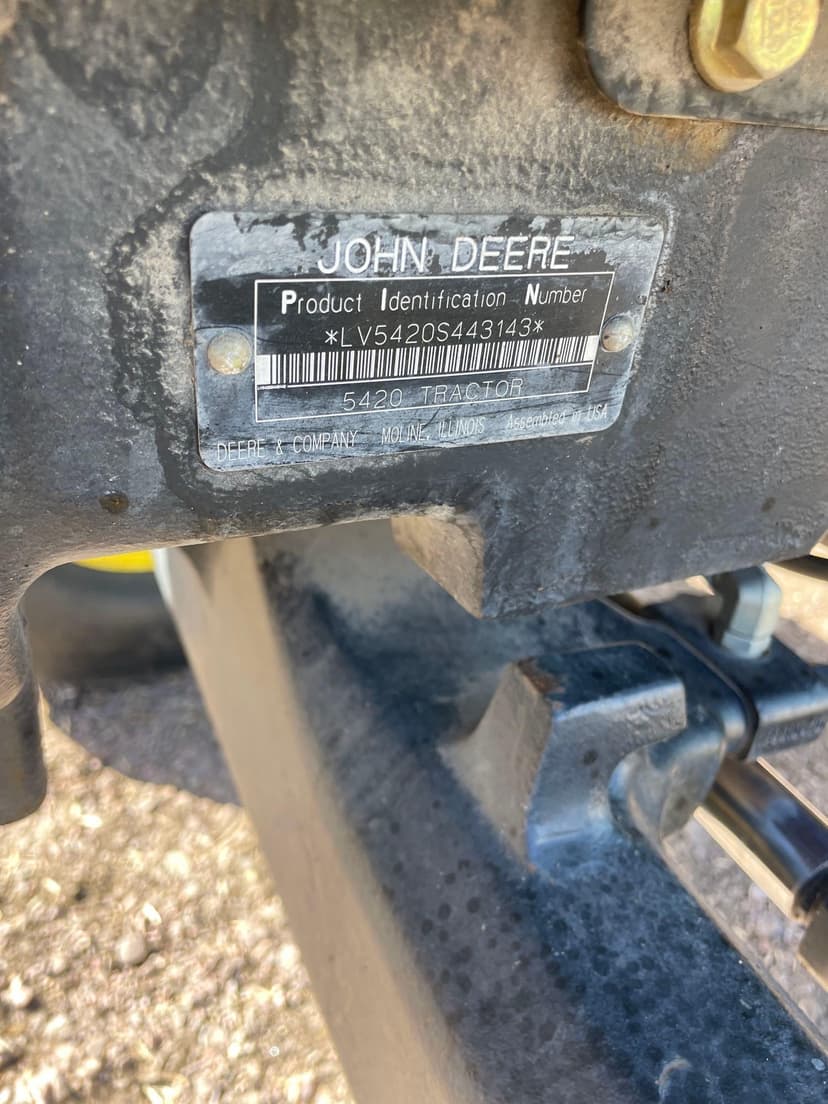 JOHN DEERE
Product Identification Number
*LV5420S443143*
5420 TRACTOR
DEERE & COMPANY MOLINE, ILLINOIS Assembled in USA